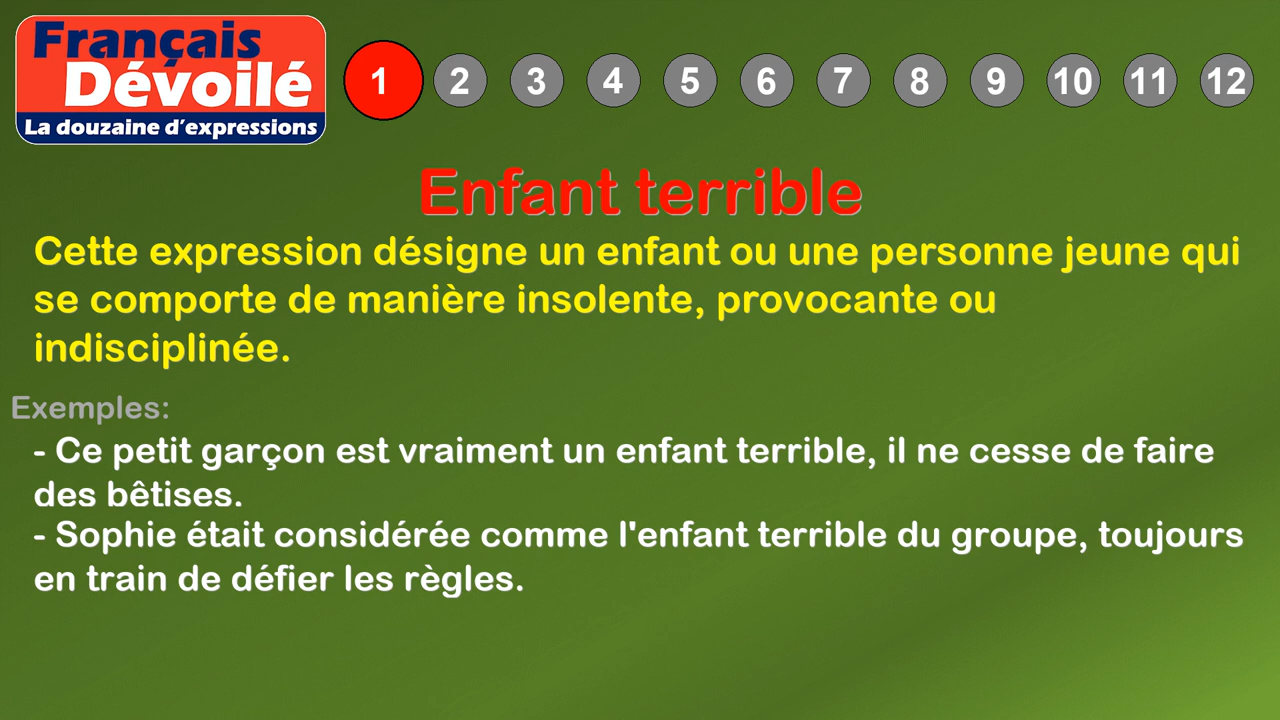 Français
Dévoilé
La douzaine d'expressions
1 2 3 4 5 6 7 8 9 10 11 12
Enfant terrible
Cette expression désigne un enfant ou une personne jeune qui
se comporte de manière insolente, provocante ou
indisciplinée.
Exemples:
- Ce petit garçon est vraiment un enfant terrible, il ne cesse de faire
des bêtises.
- Sophie était considérée comme l'enfant terrible du groupe, toujours
en train de défier les règles.